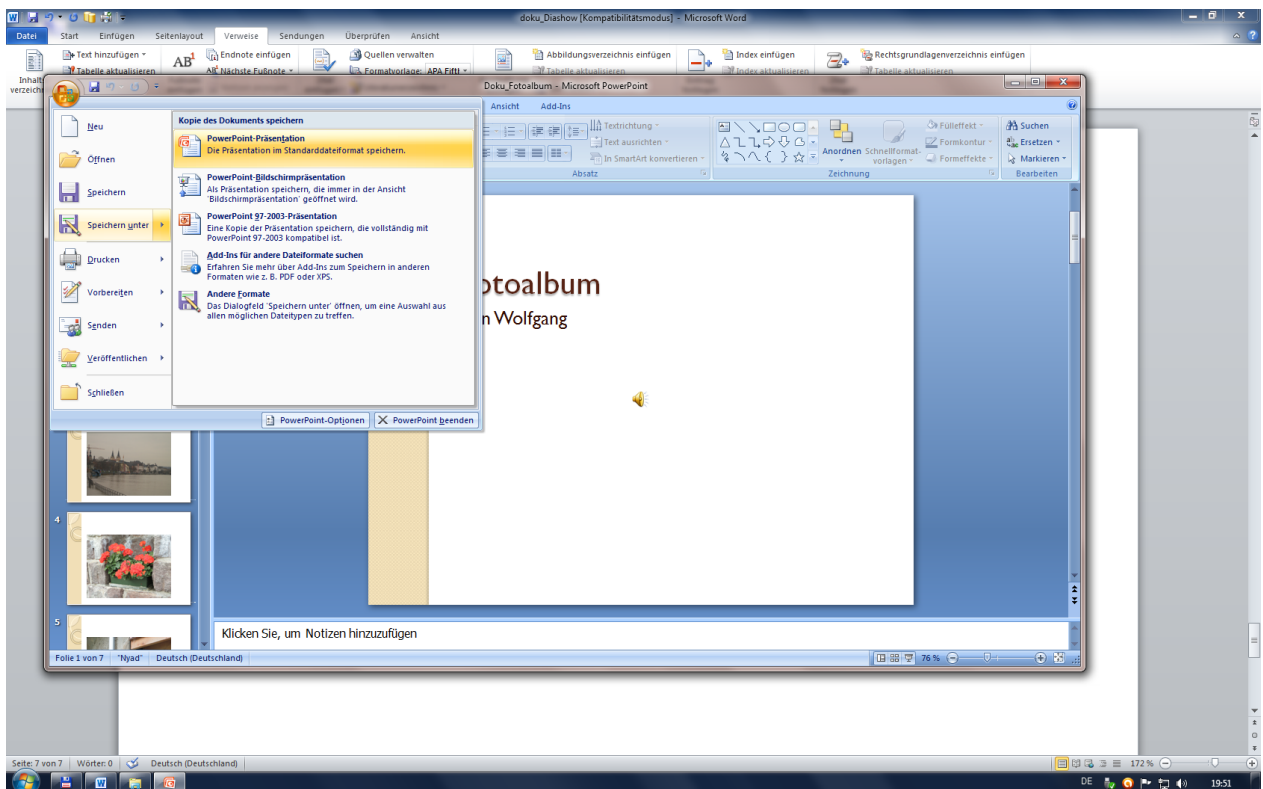 doku_Diashow [Kompatibilitätsmodus] - Microsoft Word
Datei Start Einfügen Seitenlayout Verweise Sendungen Überprüfen Ansicht
Text hinzufügen Endnote einfügen Quellen verwalten Abbildungsverzeichnis einfügen Index einfügen Rechtsgrundlagenverzeichnis einfügen
Tabelle aktualisieren AB¹ Nächste Fußnote Formatvorlage: APA Fift Tabelle aktualisieren Index aktualisieren Tabelle aktualisieren
Doku_Fotoalbum - Microsoft PowerPoint
Ansicht Add-Ins
Textrichtung
Text ausrichten
In SmartArt konvertieren
Absatz
Anordnen
Schnellformat-
vorlagen
Fülleffekt
Formkontur
Formeffekte
Zeichnung
Suchen
Ersetzen
Markieren
Bearbeiten
Neu
Öffnen
Speichern
Speichern unter
Drucken
Vorbereiten
Senden
Veröffentlichen
Schließen
Kopie des Dokuments speichern
PowerPoint-Präsentation
Die Präsentation im Standarddateiformat speichern.
PowerPoint-Bildschirmpräsentation
Als Präsentation speichern, die immer in der Ansicht
'Bildschirmpräsentation' geöffnet wird.
PowerPoint 97-2003-Präsentation
Eine Kopie der Präsentation speichern, die vollständig mit
PowerPoint 97-2003 kompatibel ist.
Add-Ins für andere Dateiformate suchen
Erfahren Sie mehr über Add-Ins zum Speichern in anderen
Formaten wie z. B. PDF oder XPS.
Andere Formate
Das Dialogfeld 'Speichern unter' öffnen, um eine Auswahl aus
allen möglichen Dateitypen zu treffen.
PowerPoint-Optionen PowerPoint beenden
otoalbum
n Wolfgang
4
5
Klicken Sie, um Notizen hinzuzufügen
Folie 1 von 7 "Nyad" Deutsch (Deutschland) 76 %
Seite: 7 von 7 Wörter: 0 Deutsch (Deutschland) 172 %
DE 19:51